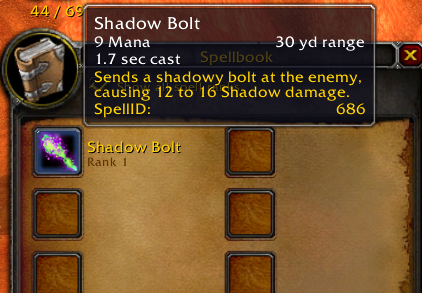 44 / 69
Shadow Bolt
9 Mana 30 yd range
1.7 sec cast
Spellbook
Sends a shadowy bolt at the enemy,
causing 12 to 16 Shadow damage.
SpellID: 686
Shadow Bolt
Rank 1